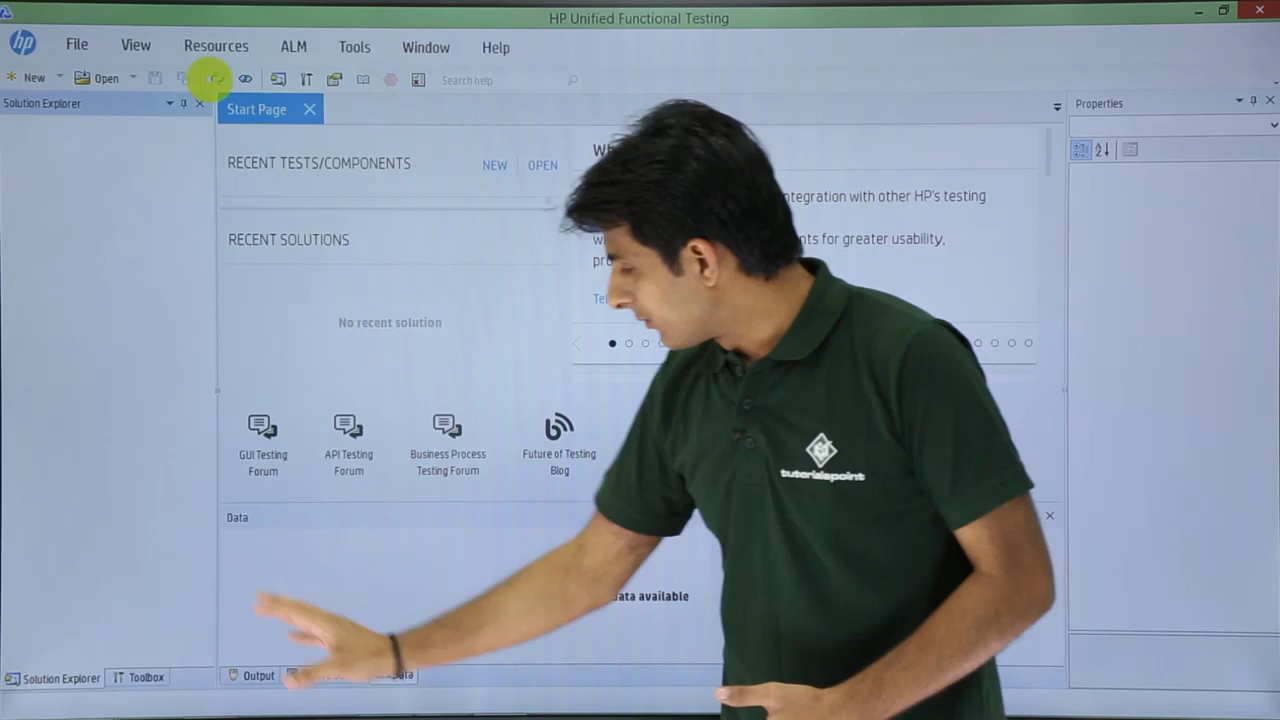 HP Unified Functional Testing
hp
File View Resources ALM Tools Window Help
New Open Search help
Solution Explorer
Start Page
Properties
RECENT TESTS/COMPONENTS NEW OPEN
RECENT SOLUTIONS
No recent solution
ntegration with other HP's testing
nts for greater usability,
GUI Testing
Forum
API Testing
Forum
Business Process
Testing Forum
Future of Testing
Blog
tutorialspoint
Data
data available
Solution Explorer
Toolbox
Output
Data